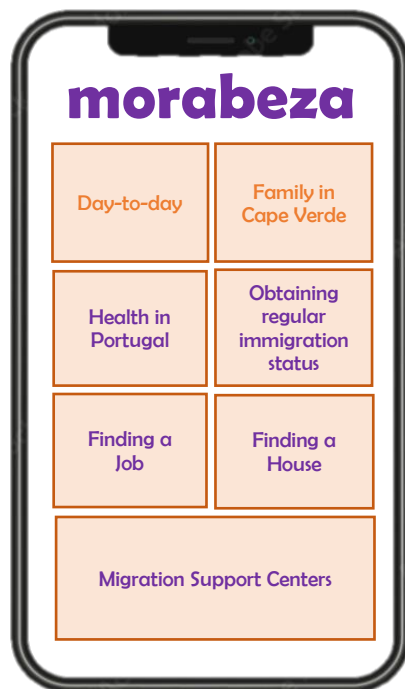 morabeza
Day-to-day
Family in
Cape Verde
Health in
Portugal
Obtaining
regular
immigration
status
Finding a
Job
Finding a
House
Migration Support Centers